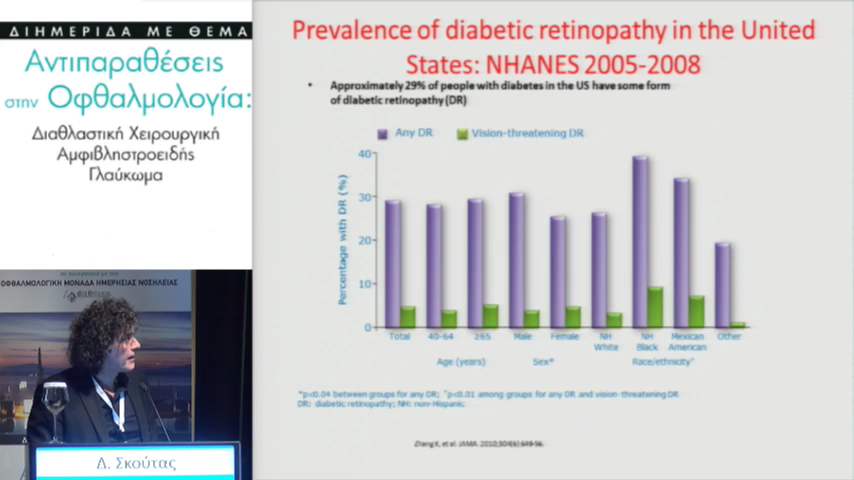 ΔΙΗΜΕΡΙΔΑ ΜΕ ΘΕΜΑ
Αντιπαραθέσεις
στην Οφθαλμολογία:
Διαθλαστική Χειρουργική
Αμφιβληστροειδής
Γλαύκωμα
ΟΦΘΑΛΜΟΛΟΓΙΚΗ ΜΟΝΑΔΑ ΗΜΕΡΗΣΙΑΣ ΝΟΣΗΛΕΙΑΣ
Λ. Σκούτας
Prevalence of diabetic retinopathy in the United
States: NHANES 2005-2008
• Approximately 29% of people with diabetes in the US have some form
of diabetic retinopathy (DR)
Any DR Vision-threatening DR
Percentage with DR (%)
40
30
20
10
0
Total 40-64 ≥65 Male Female NH White NH Black Mexican American Other
Age (years) Sex* Race/ethnicity†
*p<0.04 between groups for any DR; †p<0.01 among groups for any DR and vision-threatening DR
DR: diabetic retinopathy; NH: non-Hispanic
Zhang X, et al. JAMA. 2010;304(6):649-56.